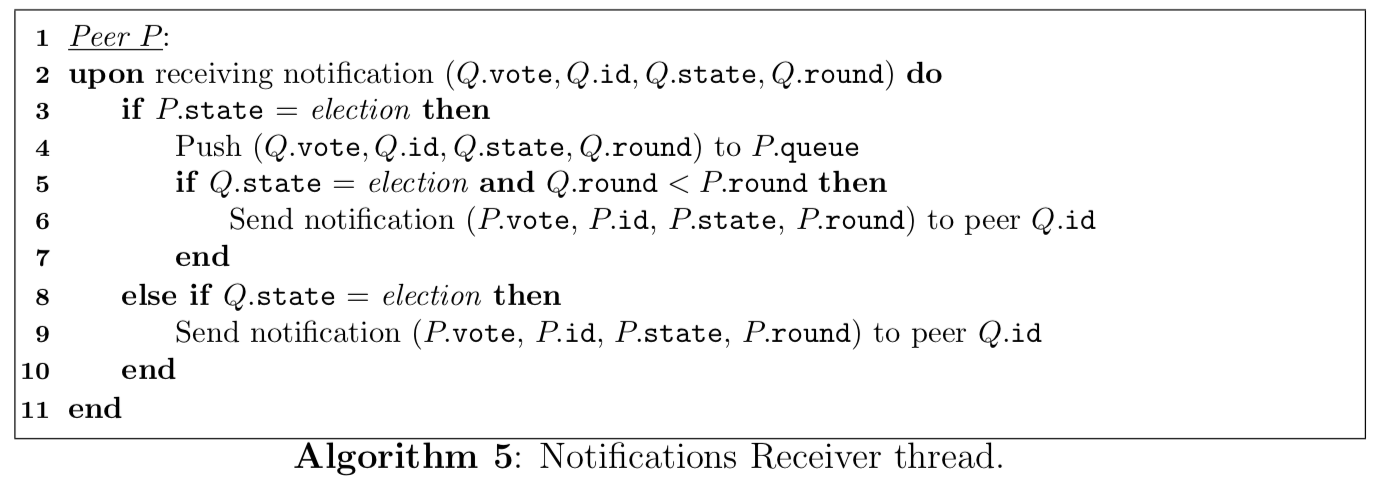 1 Peer P:
2 upon receiving notification (Q.vote, Q.id, Q.state, Q.round) do
3 if P.state = election then
4 Push (Q.vote, Q.id, Q.state, Q.round) to P.queue
5 if Q.state = election and Q.round < P.round then
6 Send notification (P.vote, P.id, P.state, P.round) to peer Q.id
7 end
8 else if Q.state = election then
9 Send notification (P.vote, P.id, P.state, P.round) to peer Q.id
10 end
11 end
Algorithm 5: Notifications Receiver thread.